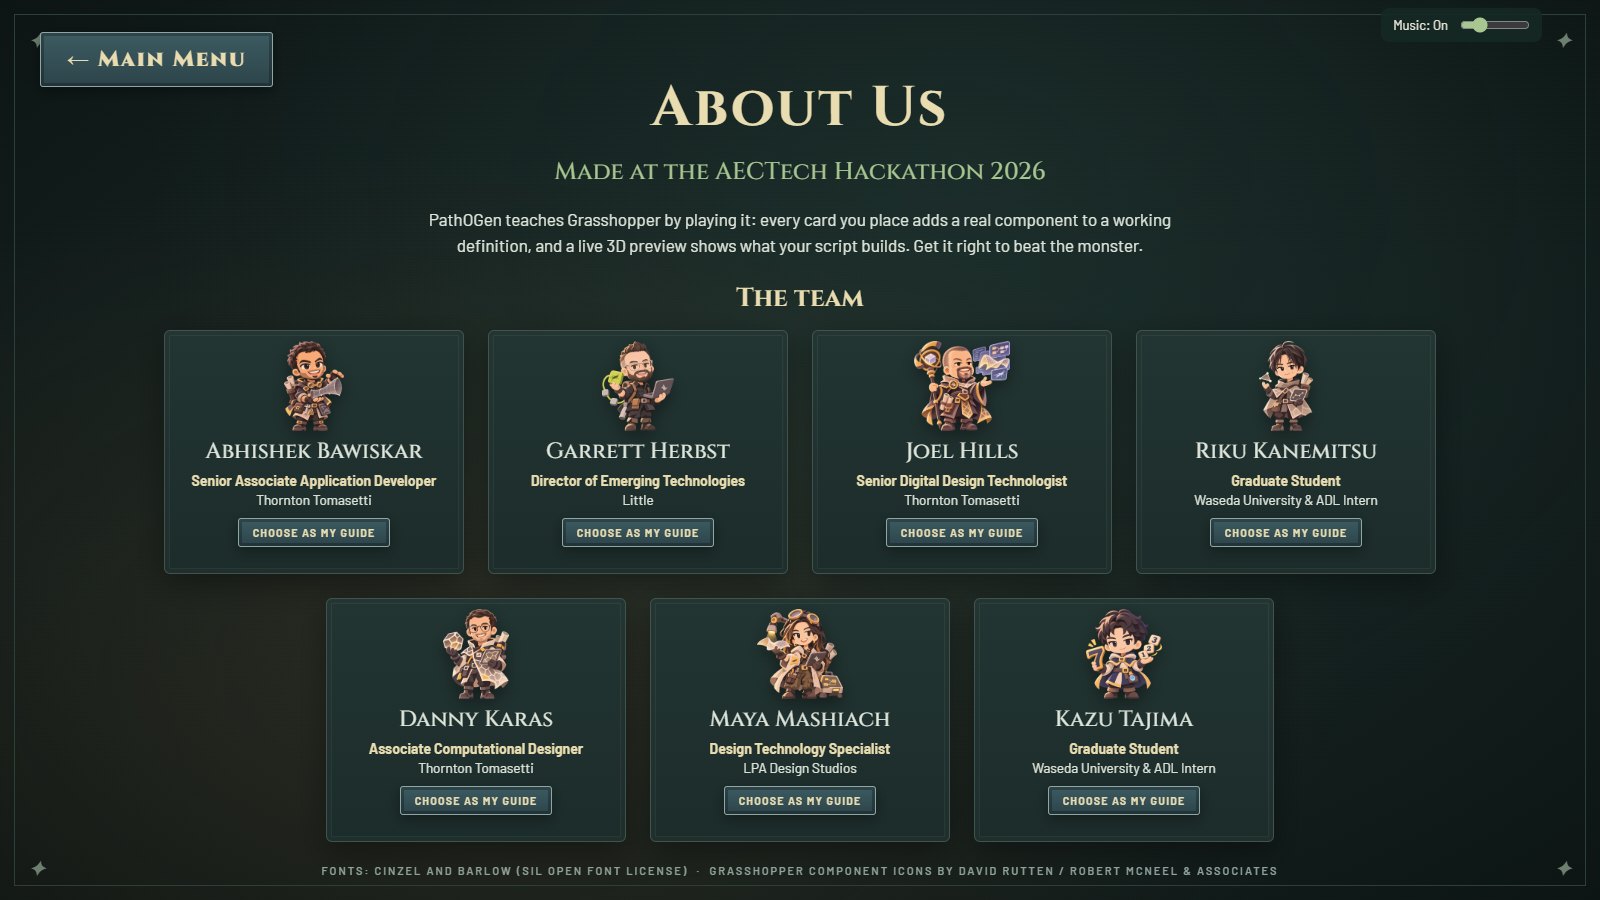 ← Main Menu
Music: On
About Us
Made at the AECTech Hackathon 2026
PathOGen teaches Grasshopper by playing it: every card you place adds a real component to a working
definition, and a live 3D preview shows what your script builds. Get it right to beat the monster.
The team
Abhishek Bawiskar
Senior Associate Application Developer
Thornton Tomasetti
CHOOSE AS MY GUIDE
Garrett Herbst
Director of Emerging Technologies
Little
CHOOSE AS MY GUIDE
Joel Hills
Senior Digital Design Technologist
Thornton Tomasetti
CHOOSE AS MY GUIDE
Riku Kanemitsu
Graduate Student
Waseda University & ADL Intern
CHOOSE AS MY GUIDE
Danny Karas
Associate Computational Designer
Thornton Tomasetti
CHOOSE AS MY GUIDE
Maya Mashiach
Design Technology Specialist
LPA Design Studios
CHOOSE AS MY GUIDE
7
3
Kazu Tajima
Graduate Student
Waseda University & ADL Intern
CHOOSE AS MY GUIDE
FONTS: CINZEL AND BARLOW (SIL OPEN FONT LICENSE) · GRASSHOPPER COMPONENT ICONS BY DAVID RUTTEN / ROBERT MCNEEL & ASSOCIATES